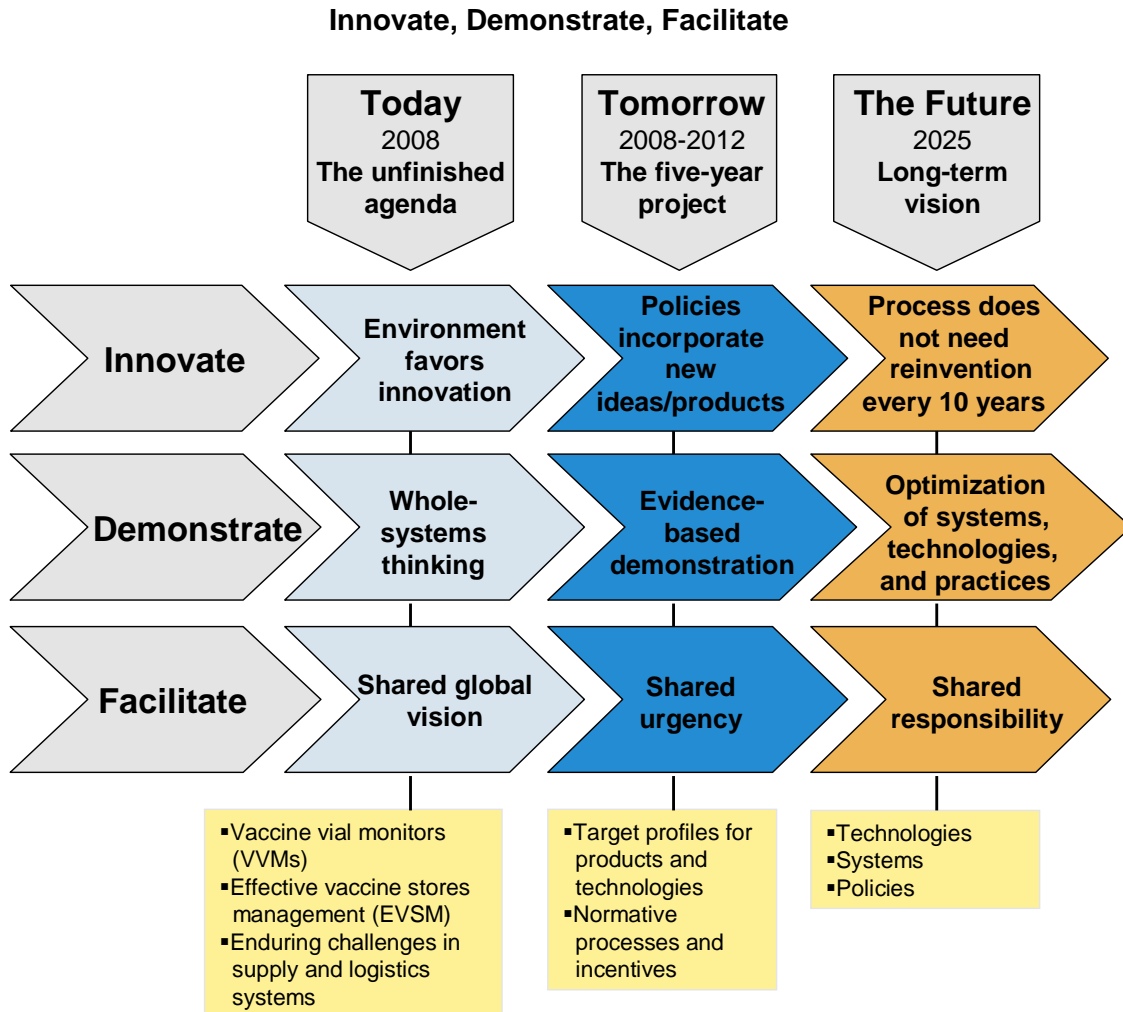 Innovate, Demonstrate, Facilitate
Today
2008
The unfinished
agenda
Tomorrow
2008-2012
The five-year
project
The Future
2025
Long-term
vision
Innovate
Environment
favors
innovation
Policies
incorporate
new
ideas/products
Process does
not need
reinvention
every 10 years
Demonstrate
Whole-
systems
thinking
Evidence-
based
demonstration
Optimization
of systems,
technologies,
and practices
Facilitate
Shared global
vision
Shared
urgency
Shared
responsibility
▪Vaccine vial monitors
(VVMs)
▪Effective vaccine stores
management (EVSM)
▪Enduring challenges in
supply and logistics
systems
▪Target profiles for
products and
technologies
▪Normative
processes and
incentives
▪Technologies
▪Systems
▪Policies